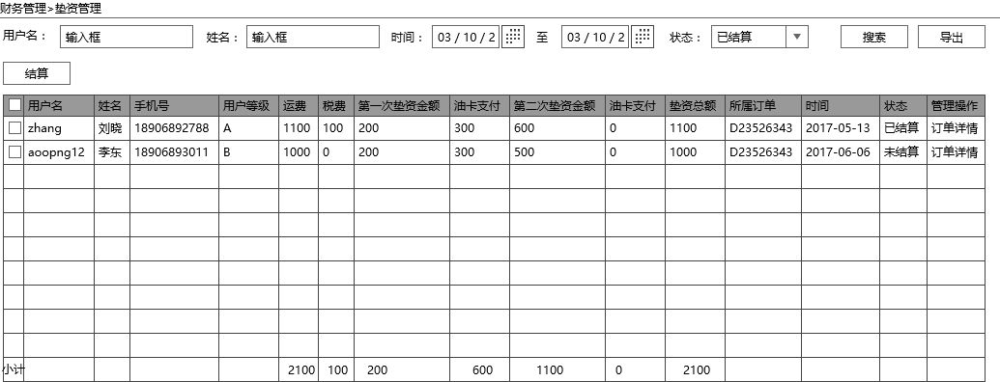 财务管理>垫资管理
用户名： 输入框 姓名： 输入框 时间： 03 / 10 / 2 至 03 / 10 / 2 状态： 已结算 搜索 导出
结算
用户名 姓名 手机号 用户等级 运费 税费 第一次垫资金额 油卡支付 第二次垫资金额 油卡支付 垫资总额 所属订单 时间 状态 管理操作
zhang 刘晓 18906892788 A 1100 100 200 300 600 0 1100 D23526343 2017-05-13 已结算 订单详情
aoopng12 李东 18906893011 B 1000 0 200 300 500 0 1000 D23526343 2017-06-06 未结算 订单详情
小计 2100 100 200 600 1100 0 2100